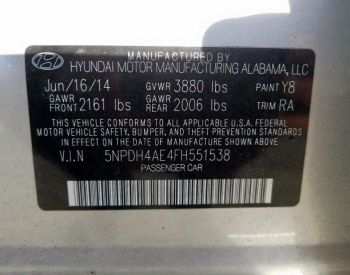 MANUFACTURED BY
HYUNDAI MOTOR MANUFACTURING ALABAMA, LLC
Jun/16/14 GVWR 3880 lbs PAINT Y8
GAWR FRONT 2161 lbs GAWR REAR 2006 lbs TRIM RA
THIS VEHICLE CONFORMS TO ALL APPLICABLE U.S. FEDERAL
MOTOR VEHICLE SAFETY, BUMPER, AND THEFT PREVENTION
STANDARDS IN EFFECT ON THE DATE OF MANUFACTURE SHOWN ABOVE.
V.I.N 5NPDH4AE4FH551538
PASSENGER CAR